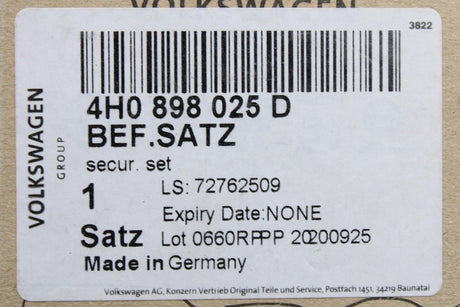 VOLKSWAGEN
3822
VOLKSWAGEN
GROUP
4H0 898 025 D
BEF.SATZ
secur. set
1
LS: 72762509
Expiry Date:NONE
Satz
Lot 0660RPPP 20200925
Made in Germany
Volkswagen AG, Konzern Vertrieb Original Teile und Service, Postfach 1451, 34219 Baunatal